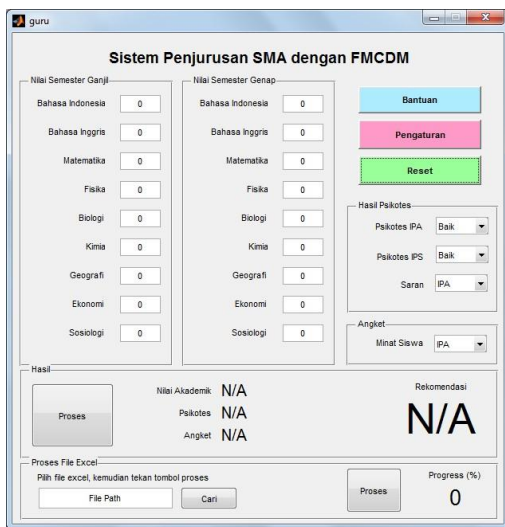 guru
Sistem Penjurusan SMA dengan FMCDM
Nilai Semester Ganjil
Bahasa Indonesia 0
Bahasa Inggris 0
Matematika 0
Fisika 0
Biologi 0
Kimia 0
Geografi 0
Ekonomi 0
Sosiologi 0
Nilai Semester Genap
Bahasa Indonesia 0
Bahasa Inggris 0
Matematika 0
Fisika 0
Biologi 0
Kimia 0
Geografi 0
Ekonomi 0
Sosiologi 0
Bantuan
Pengaturan
Reset
Hasil Psikotes
Psikotes IPA Baik
Psikotes IPS Baik
Saran IPA
Angket
Minat Siswa IPA
Hasil
Proses
Nilai Akademik N/A
Psikotes N/A
Angket N/A
Rekomendasi
N/A
Proses File Excel
Pilih file excel, kemudian tekan tombol proses
File Path Cari
Proses
Progress (%)
0